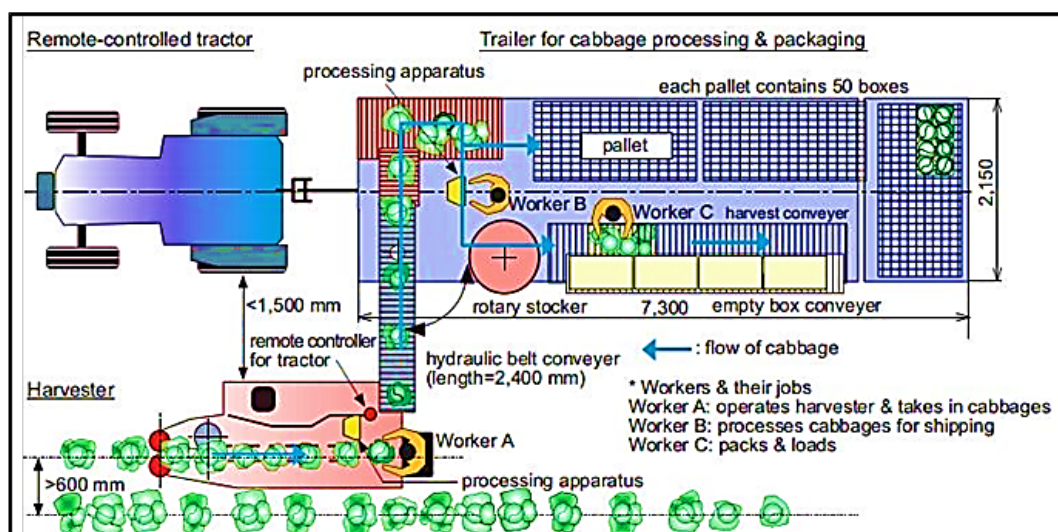 Remote-controlled tractor
Trailer for cabbage processing & packaging
processing apparatus
each pallet contains 50 boxes
pallet
Worker B
Worker C
harvest conveyer
2,150
<1,500 mm
rotary stocker
7,300
empty box conveyer
remote controller
for tractor
hydraulic belt conveyer
(length=2,400 mm)
: flow of cabbage
Harvester
* Workers & their jobs
Worker A: operates harvester & takes in cabbages
Worker B: processes cabbages for shipping
Worker C: packs & loads
Worker A
>600 mm
processing apparatus